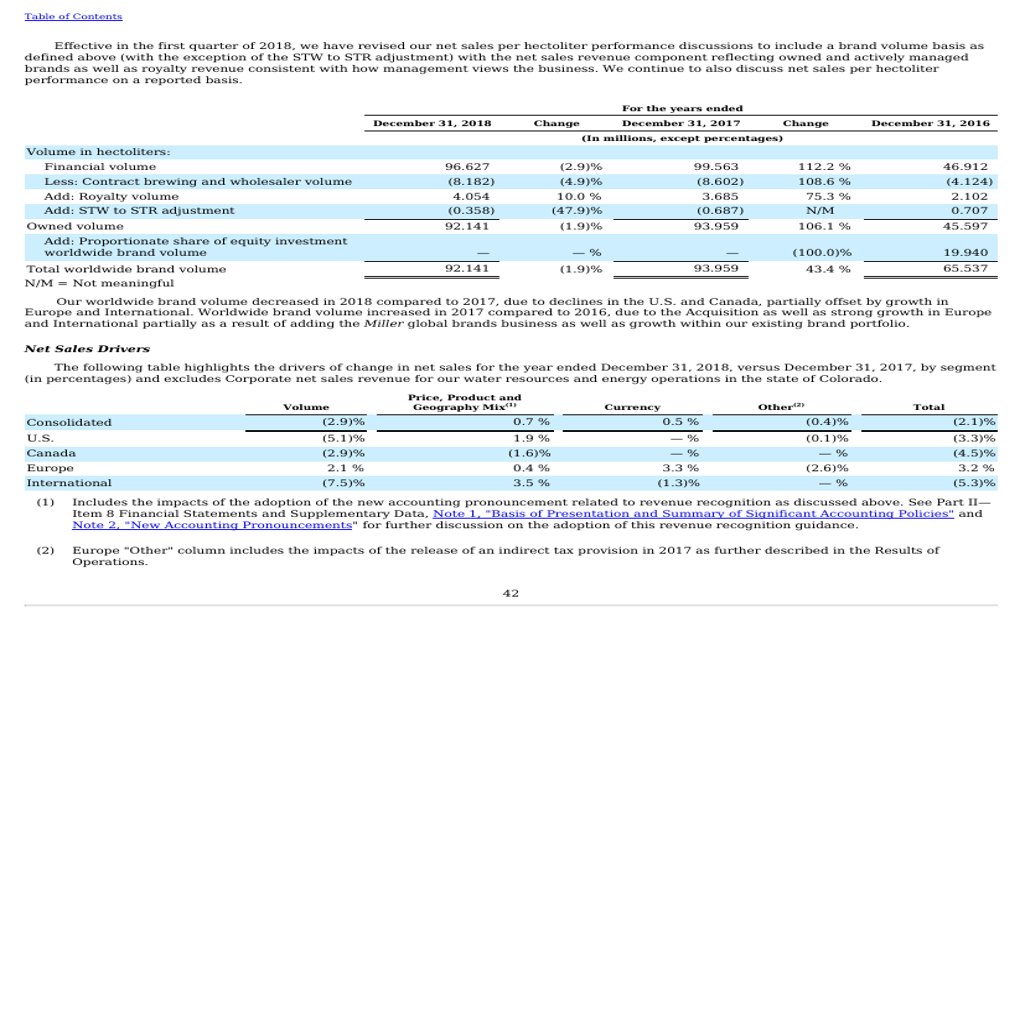 Table of Contents
Effective in the first quarter of 2018, we have revised our net sales per hectoliter performance discussions to include a brand volume basis as
defined above (with the exception of the STW to STR adjustment) with the net sales revenue component reflecting owned and actively managed
brands as well as royalty revenue consistent with how management views the business. We continue to also discuss net sales per hectoliter
performance on a reported basis.
For the years ended
December 31, 2018 Change December 31, 2017 Change December 31, 2016
(In millions, except percentages)
Volume in hectoliters:
Financial volume 96.627 (2.9)% 99.563 112.2 % 46.912
Less: Contract brewing and wholesaler volume (8.182) (4.9)% (8.602) 108.6 % (4.124)
Add: Royalty volume 4.054 10.0 % 3.685 75.3 % 2.102
Add: STW to STR adjustment (0.358) (47.9)% (0.687) N/M 0.707
Owned volume 92.141 (1.9)% 93.959 106.1 % 45.597
Add: Proportionate share of equity investment
worldwide brand volume — — % — (100.0)% 19.940
Total worldwide brand volume 92.141 (1.9)% 93.959 43.4 % 65.537
N/M = Not meaningful
Our worldwide brand volume decreased in 2018 compared to 2017, due to declines in the U.S. and Canada, partially offset by growth in
Europe and International. Worldwide brand volume increased in 2017 compared to 2016, due to the Acquisition as well as strong growth in Europe
and International partially as a result of adding the Miller global brands business as well as growth within our existing brand portfolio.
Net Sales Drivers
The following table highlights the drivers of change in net sales for the year ended December 31, 2018, versus December 31, 2017, by segment
(in percentages) and excludes Corporate net sales revenue for our water resources and energy operations in the state of Colorado.
Volume Price, Product and Geography Mix(1) Currency Other(2) Total
Consolidated (2.9)% 0.7 % 0.5 % (0.4)% (2.1)%
U.S. (5.1)% 1.9 % — % (0.1)% (3.3)%
Canada (2.9)% (1.6)% — % — % (4.5)%
Europe 2.1 % 0.4 % 3.3 % (2.6)% 3.2 %
International (7.5)% 3.5 % (1.3)% — % (5.3)%
(1) Includes the impacts of the adoption of the new accounting pronouncement related to revenue recognition as discussed above. See Part II—
Item 8 Financial Statements and Supplementary Data, Note 1, "Basis of Presentation and Summary of Significant Accounting Policies" and
Note 2, "New Accounting Pronouncements" for further discussion on the adoption of this revenue recognition guidance.
(2) Europe "Other" column includes the impacts of the release of an indirect tax provision in 2017 as further described in the Results of
Operations.
42